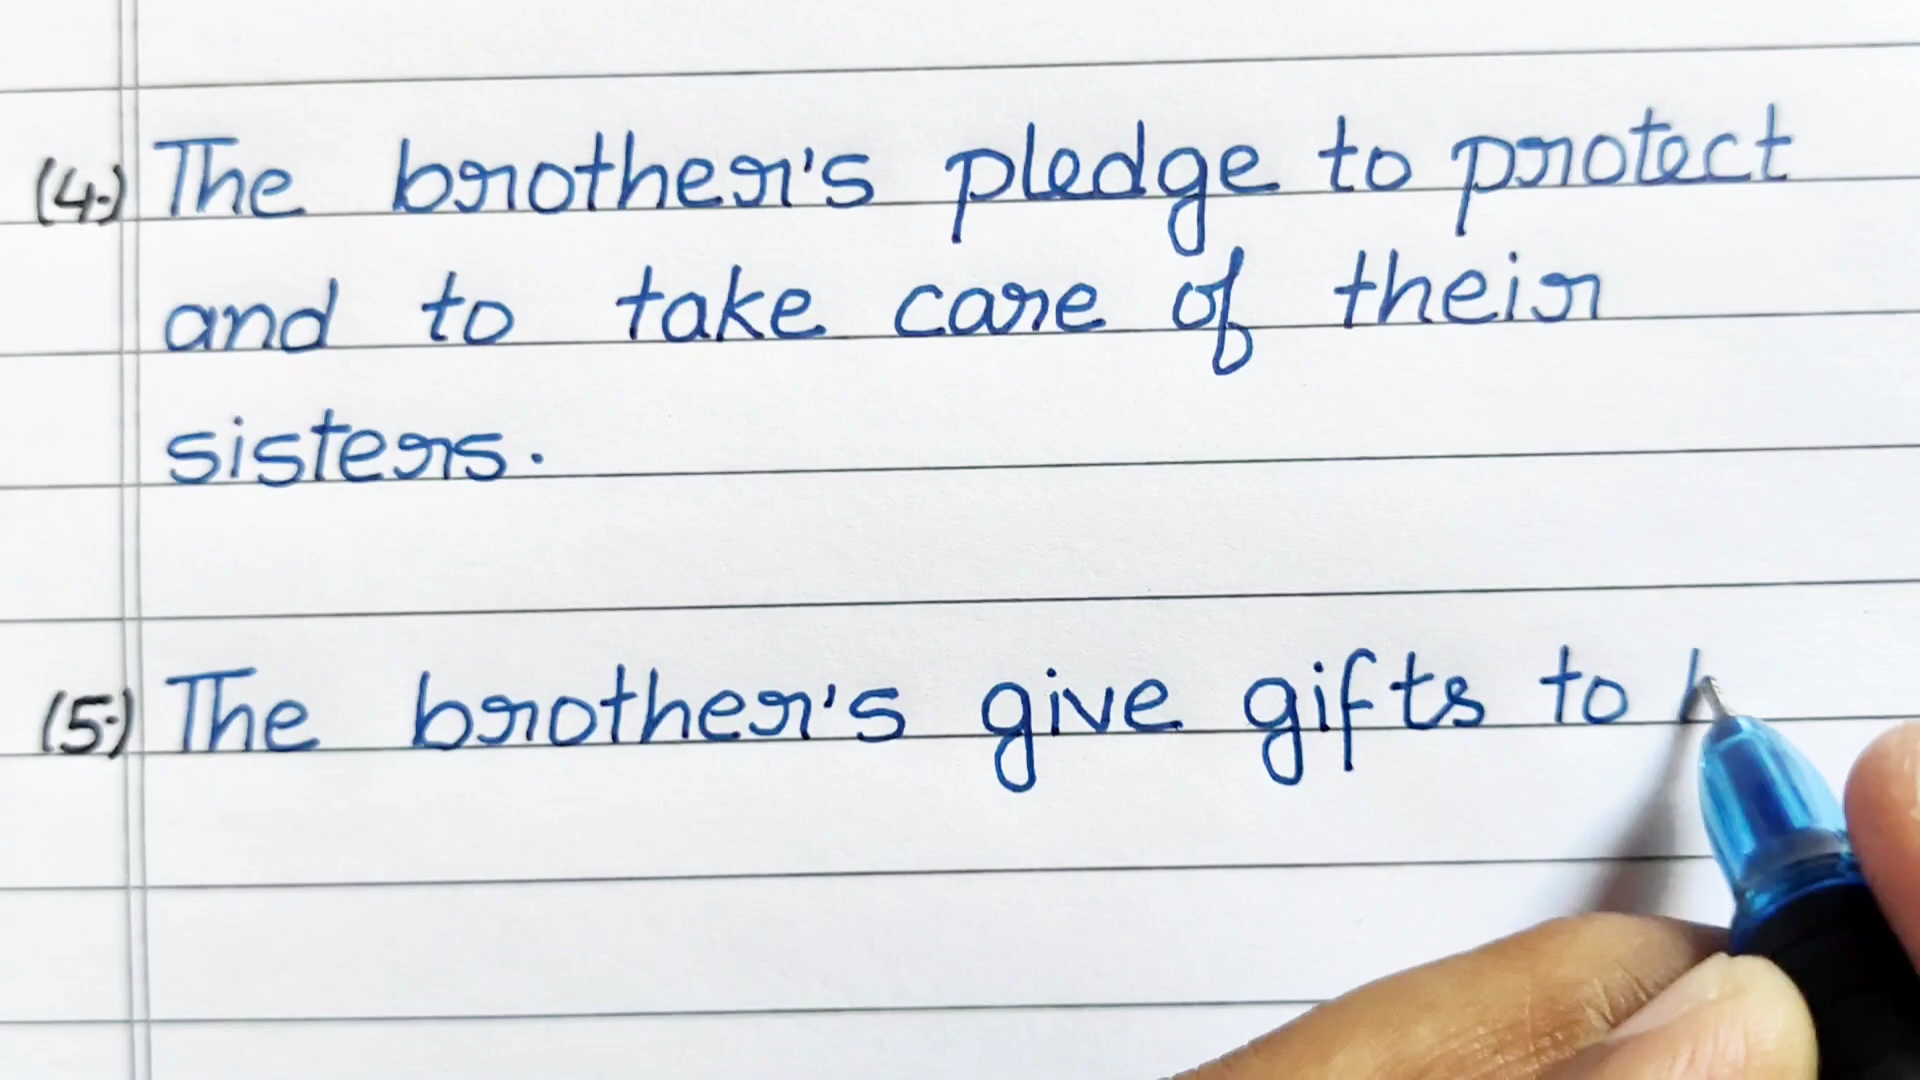 (4.) The brother's pledge to protect
and to take care of their
sisters.
(5.) The brother's give gifts to